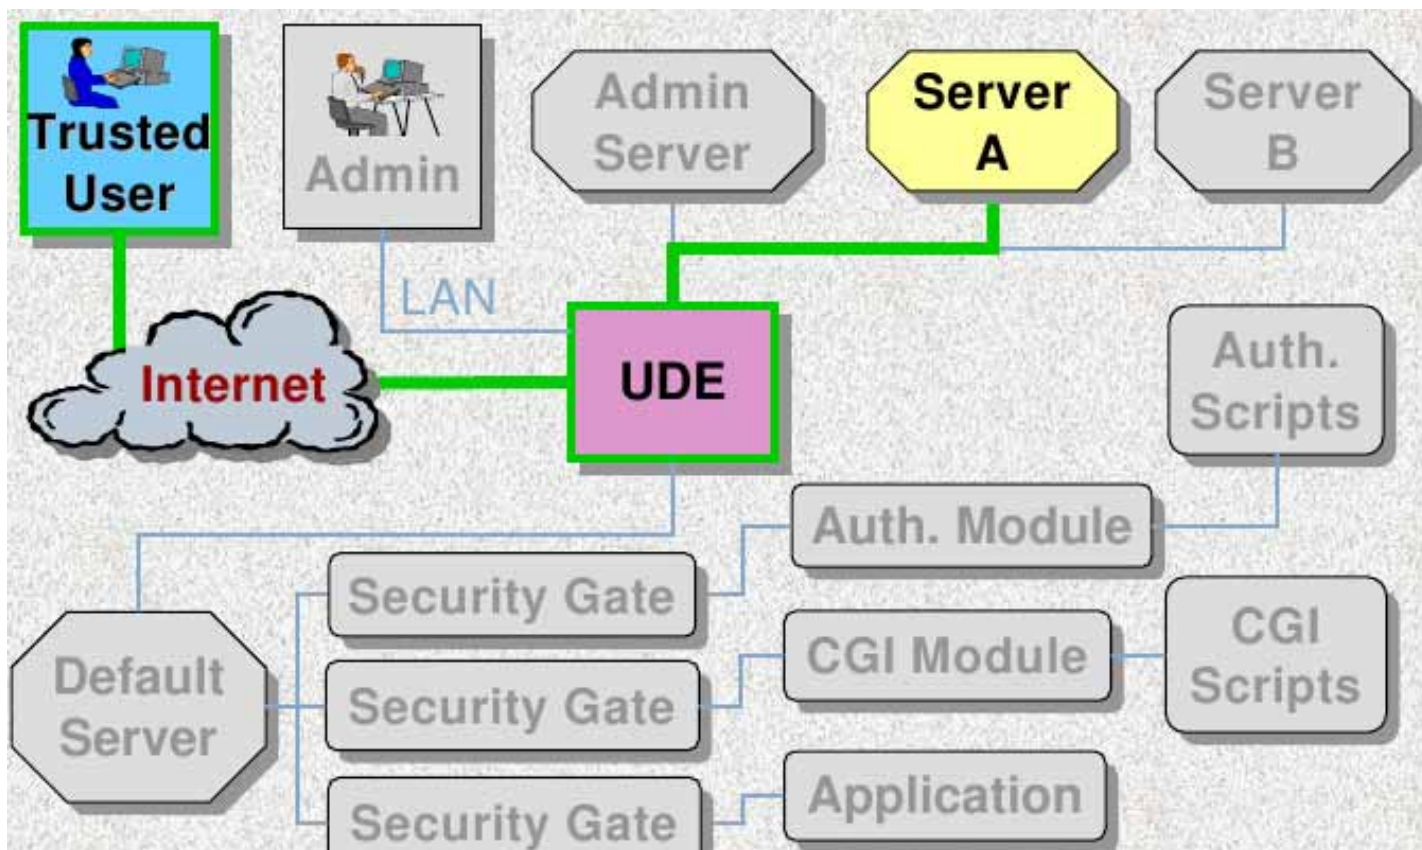 Trusted
User
Admin
Admin
Server
Server
A
Server
B
LAN
Internet
UDE
Auth.
Scripts
Auth. Module
Security Gate
CGI Module
CGI
Scripts
Default
Server
Security Gate
Application
Security Gate